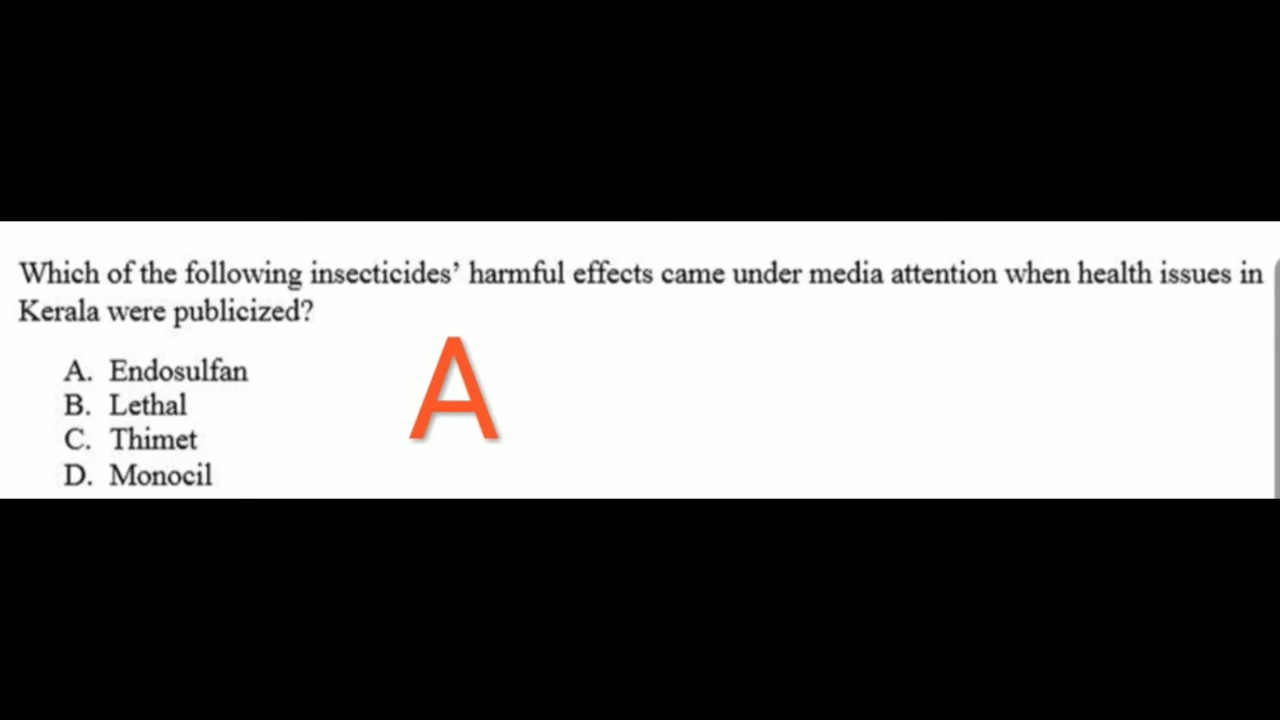 Which of the following insecticides’ harmful effects came under media attention when health issues in
Kerala were publicized?
A. Endosulfan
B. Lethal
C. Thimet
D. Monocil
A